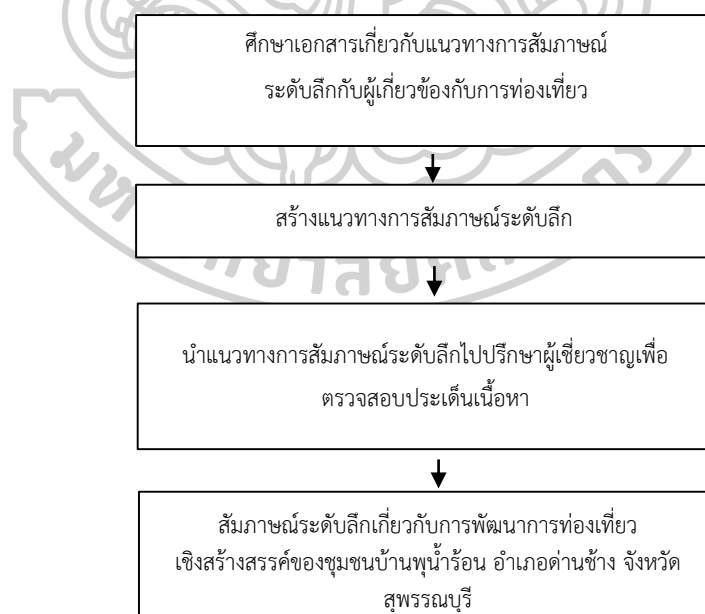 ศึกษาเอกสารเกี่ยวกับแนวทางการสัมภาษณ์
ระดับลึกกับผู้เกี่ยวข้องกับการท่องเที่ยว
สร้างแนวทางการสัมภาษณ์ระดับลึก
นำแนวทางการสัมภาษณ์ระดับลึกไปปรึกษาผู้เชี่ยวชาญเพื่อ
ตรวจสอบประเด็นเนื้อหา
สัมภาษณ์ระดับลึกเกี่ยวกับการพัฒนาการท่องเที่ยว
เชิงสร้างสรรค์ของชุมชนบ้านพุน้ำร้อน อำเภอด่านช้าง จังหวัด
สุพรรณบุรี